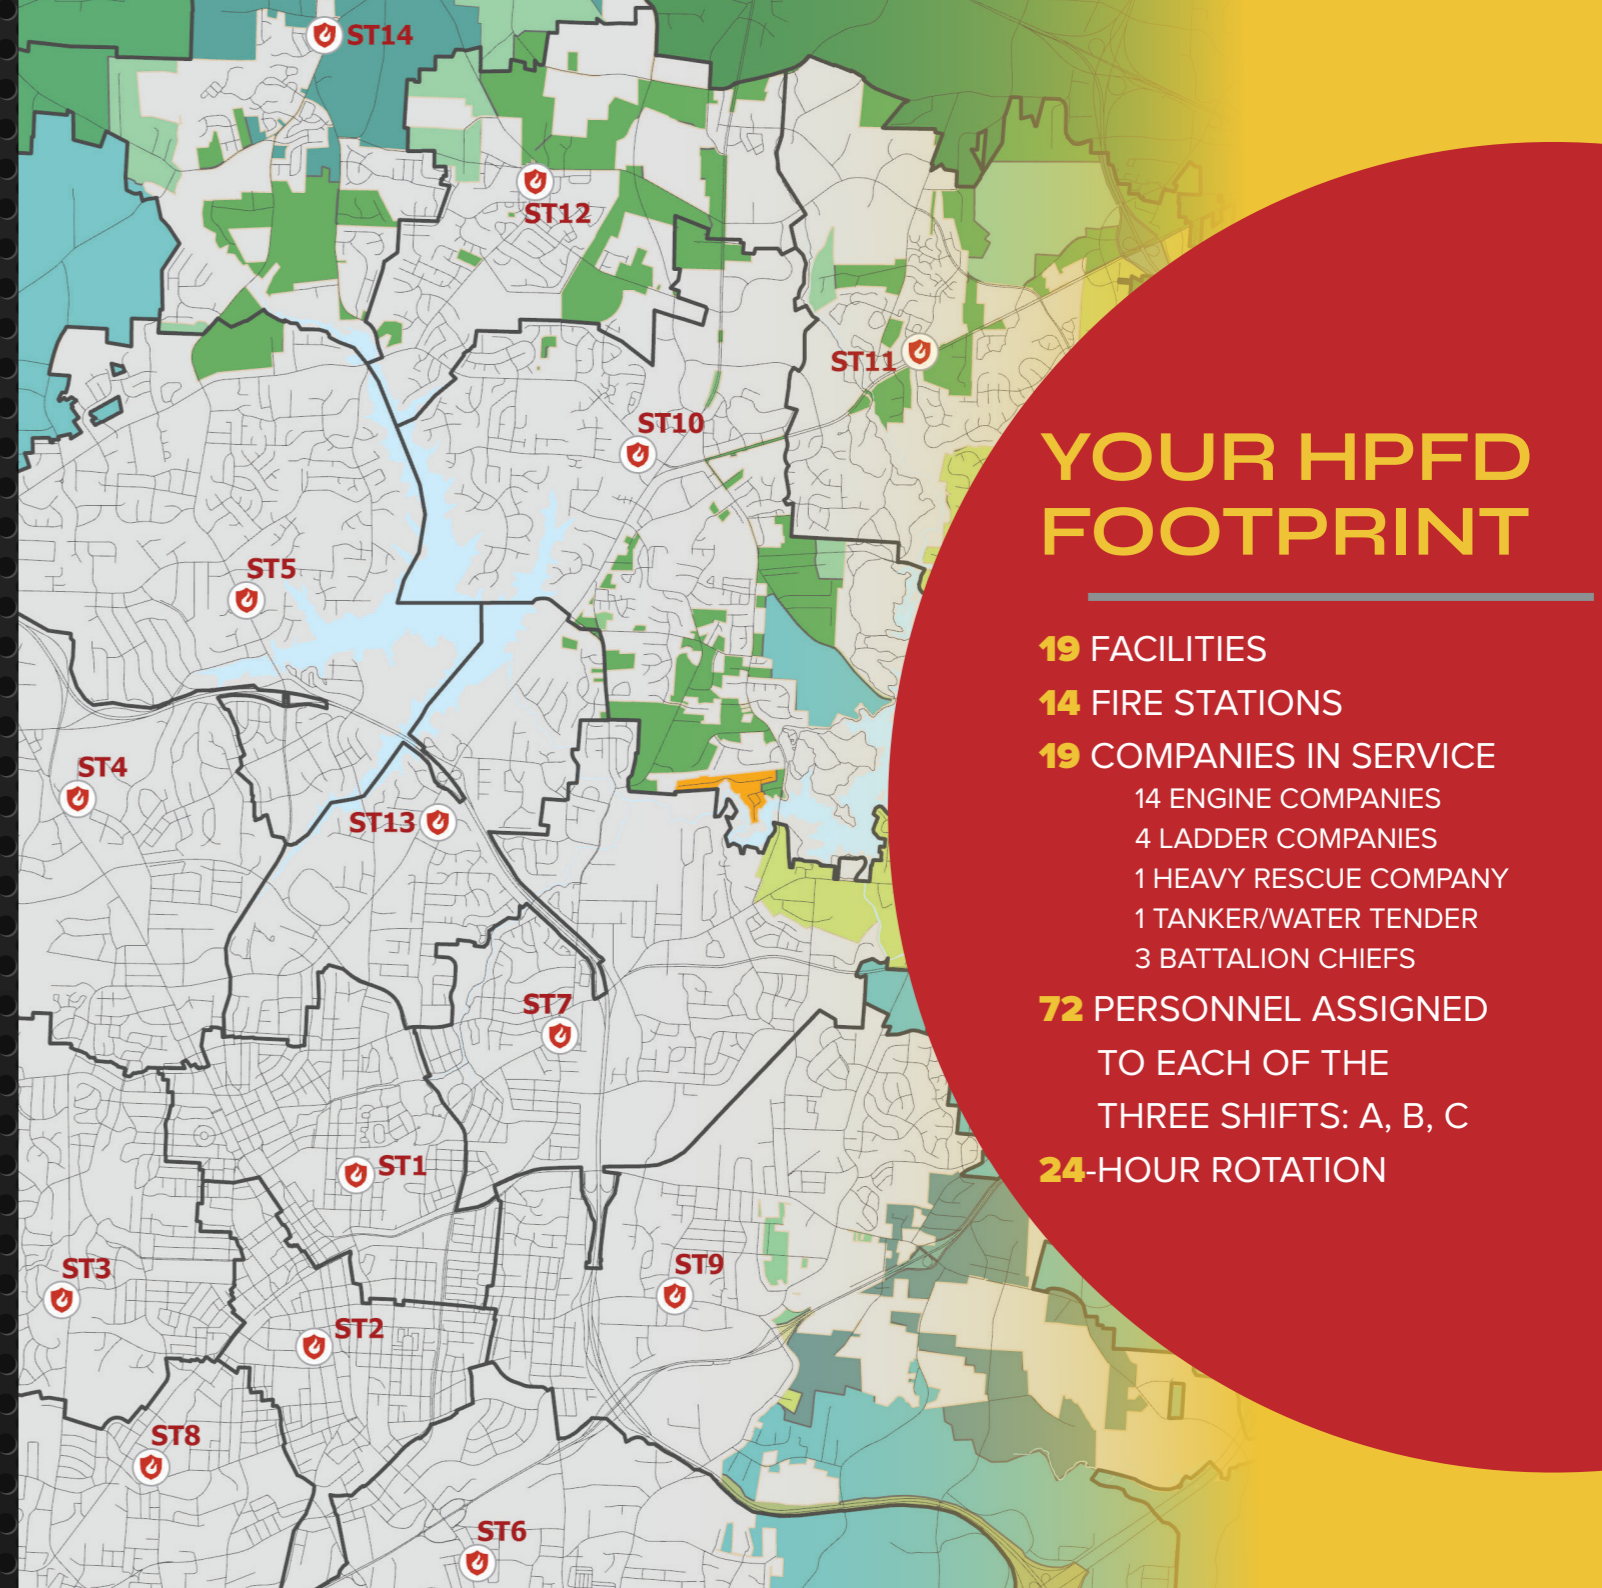 ST14
ST12
ST11
ST10
ST5
ST4
ST13
ST7
ST1
ST3
ST9
ST2
ST8
ST6
YOUR HPFD
FOOTPRINT
19 FACILITIES
14 FIRE STATIONS
19 COMPANIES IN SERVICE
14 ENGINE COMPANIES
4 LADDER COMPANIES
1 HEAVY RESCUE COMPANY
1 TANKER/WATER TENDER
3 BATTALION CHIEFS
72 PERSONNEL ASSIGNED
TO EACH OF THE
THREE SHIFTS: A, B, C
24-HOUR ROTATION